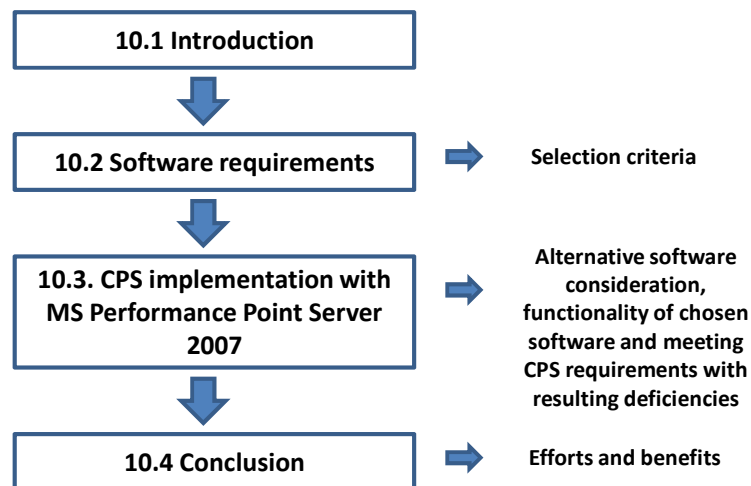 10.1 Introduction
10.2 Software requirements
Selection criteria
10.3. CPS implementation with
MS Performance Point Server
2007
Alternative software
consideration,
functionality of chosen
software and meeting
CPS requirements with
resulting deficiencies
10.4 Conclusion
Efforts and benefits